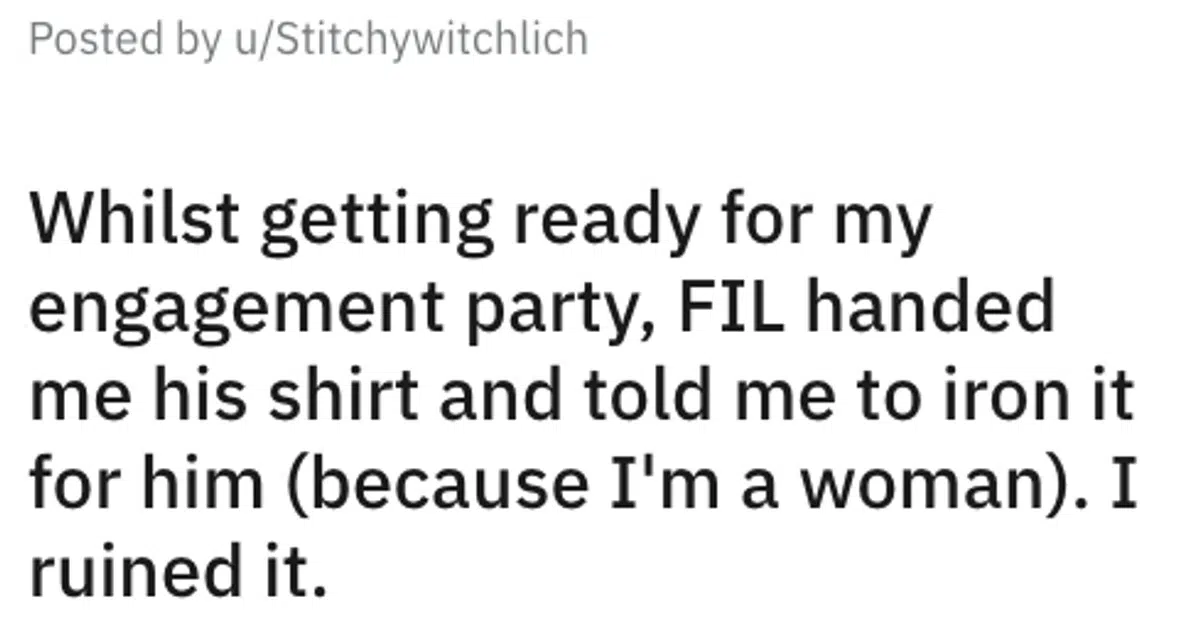 Posted by u/Stitchywitchlich
Whilst getting ready for my
engagement party, FIL handed
me his shirt and told me to iron it
for him (because I'm a woman). I
ruined it.